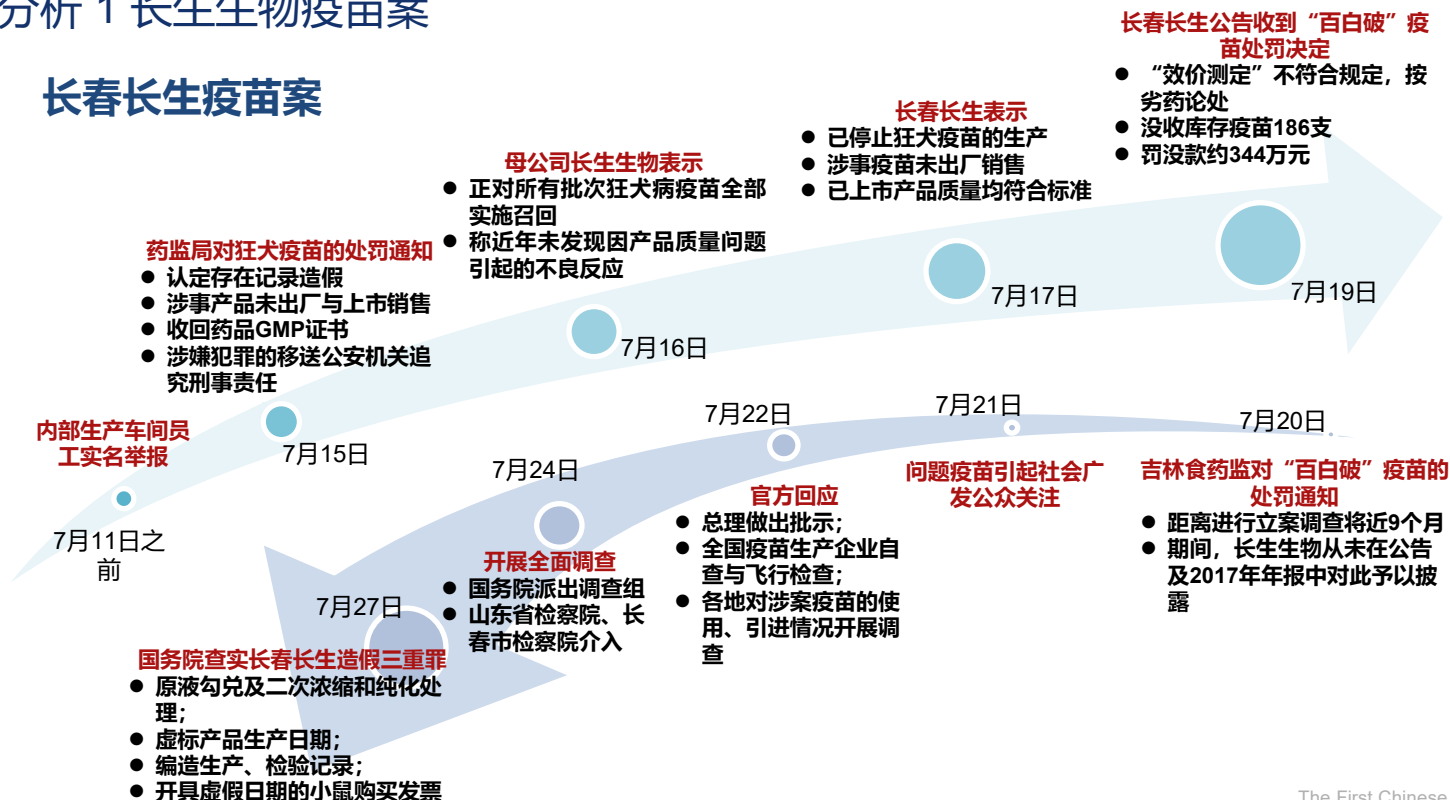 分析 1 长生生物疫苗案
长春长生疫苗案
内部生产车间员
工实名举报
7月11日之
前
药监局对狂犬疫苗的处罚通知
● 认定存在记录造假
● 涉事产品未出厂与上市销售
● 收回药品GMP证书
● 涉嫌犯罪的移送公安机关追
究刑事责任
7月15日
母公司长生生物表示
● 正对所有批次狂犬病疫苗全部
实施召回
● 称近年未发现因产品质量问题
引起的不良反应
7月16日
长春长生表示
● 已停止狂犬疫苗的生产
● 涉事疫苗未出厂销售
● 已上市产品质量均符合标准
7月17日
长春长生公告收到“百白破”疫
苗处罚决定
● “效价测定”不符合规定，按
劣药论处
● 没收库存疫苗186支
● 罚没款约344万元
7月19日
7月20日
吉林食药监对“百白破”疫苗的
处罚通知
● 距离进行立案调查将近9个月
● 期间，长生生物从未在公告
及2017年年报中对此予以披
露
7月21日
问题疫苗引起社会广
发公众关注
7月22日
官方回应
● 总理做出批示；
● 全国疫苗生产企业自
查与飞行检查；
● 各地对涉案疫苗的使
用、引进情况开展调
查
7月24日
开展全面调查
● 国务院派出调查组
● 山东省检察院、长
春市检察院介入
7月27日
国务院查实长春长生造假三重罪
● 原液勾兑及二次浓缩和纯化处
理；
● 虚标产品生产日期；
● 编造生产、检验记录；
● 开具虚假日期的小鼠购买发票
The First Chinese